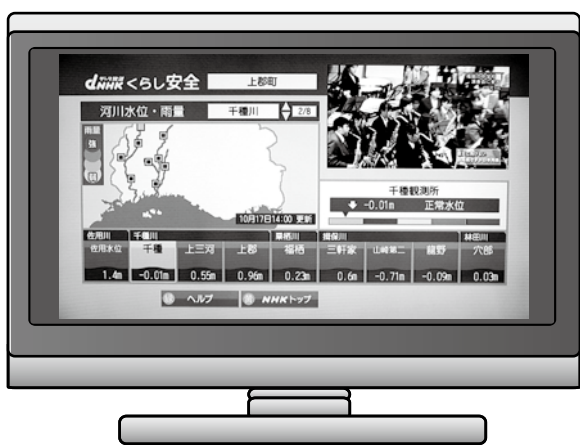 dNHK くらし安全 上郡町
河川水位・雨量 千種川 2/8
雨量
強
弱
10月17日14:00 更新
千種観測所
-0.01m 正常水位
佐用川 千種川 栗栖川 揖保川 林田川
佐用水位 千種 上三河 上郡 福栖 三軒家 山崎第二 龍野 穴部
1.4m -0.01m 0.55m 0.96m 0.23m 0.6m -0.71m -0.09m 0.03m
ヘルプ NHKトップ